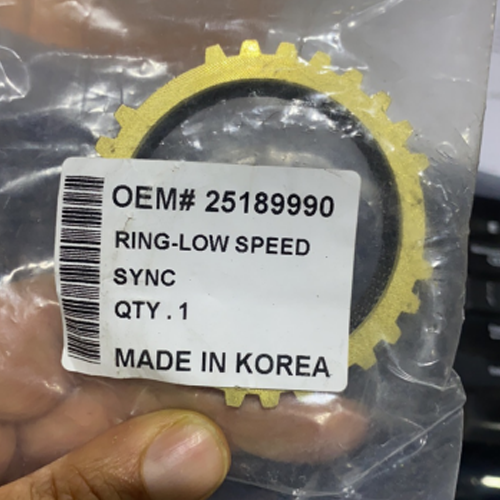 OEM# 25189990
RING-LOW SPEED
SYNC
QTY . 1
MADE IN KOREA